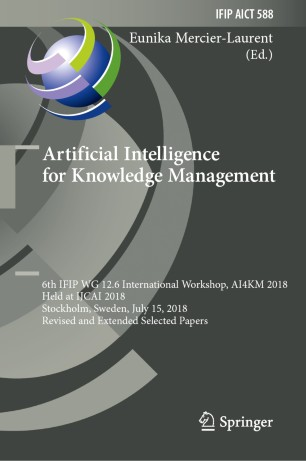 IFIP AICT 588
Eunika Mercier-Laurent
(Ed.)
Artificial Intelligence
for Knowledge Management
6th IFIP WG 12.6 International Workshop, AI4KM 2018
Held at IJCAI 2018
Stockholm, Sweden, July 15, 2018
Revised and Extended Selected Papers
Springer